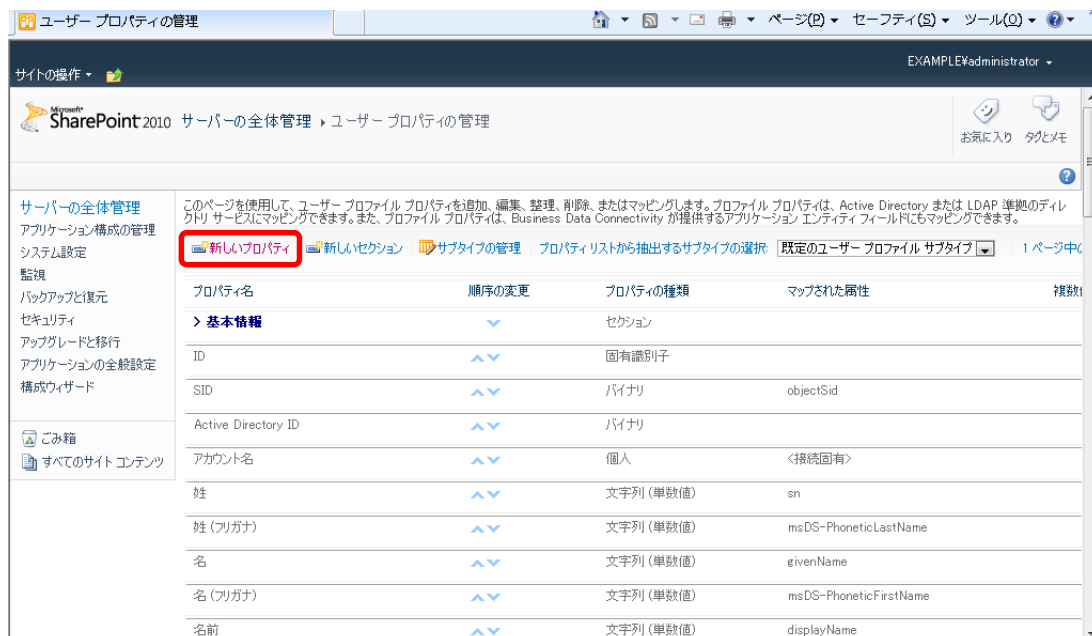 ユーザー プロパティの管理
ページ(P) セーフティ(S) ツール(O)
サイトの操作
EXAMPLE¥administrator
Microsoft
SharePoint 2010 サーバーの全体管理 ユーザー プロパティの管理
お気に入り タグとメモ
サーバーの全体管理
アプリケーション構成の管理
システム設定
監視
バックアップと復元
セキュリティ
アップグレードと移行
アプリケーションの全般設定
構成ウィザード
ごみ箱
すべてのサイト コンテンツ
このページを使用して、ユーザー プロファイル プロパティを追加、編集、整理、削除、またはマッピングします。プロファイル プロパティは、Active Directory または LDAP 準拠のディレ
クトリ サービスにマッピングできます。また、プロファイル プロパティは、Business Data Connectivity が提供するアプリケーション エンティティ フィールドにもマッピングできます。
新しいプロパティ 新しいセクション サブタイプの管理 プロパティ リストから抽出するサブタイプの選択: 既定のユーザー プロファイル サブタイプ 1 ページ中の
プロパティ名 順序の変更 プロパティの種類 マップされた属性 複数
> 基本情報 セクション
ID 固有識別子
SID バイナリ objectSid
Active Directory ID バイナリ
アカウント名 個人 <接続固有>
姓 文字列 (単数値) sn
姓 (フリガナ) 文字列 (単数値) msDS-PhoneticLastName
名 文字列 (単数値) givenName
名 (フリガナ) 文字列 (単数値) msDS-PhoneticFirstName
名前 文字列 (単数値) displayName